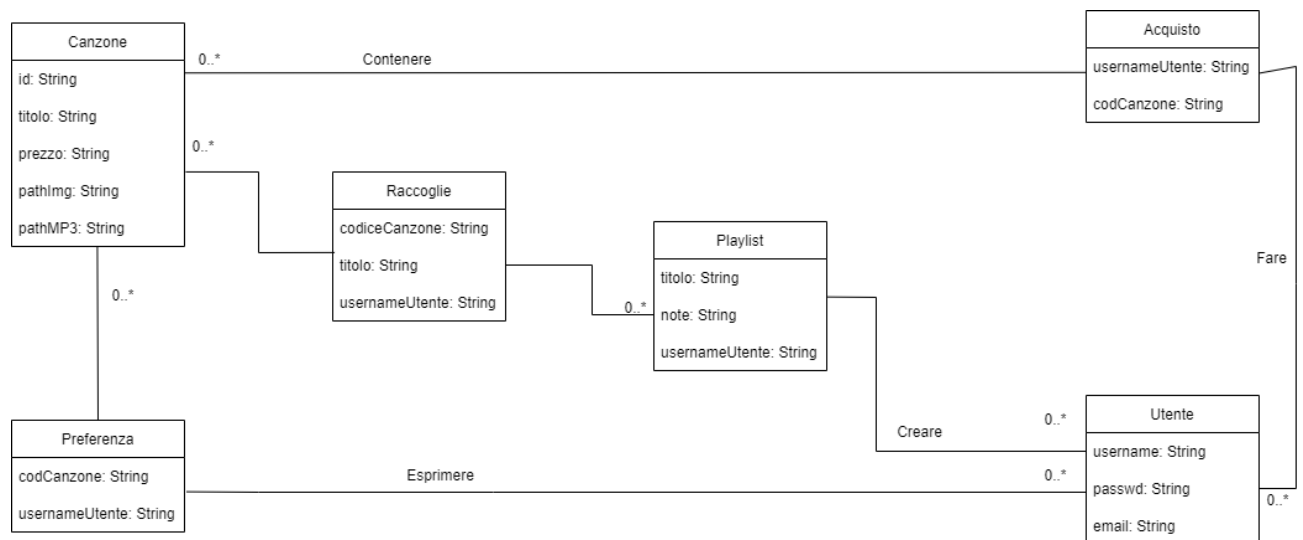 Canzone
id: String
titolo: String
prezzo: String
pathImg: String
pathMP3: String
0..*
Contenere
Acquisto
usernameUtente: String
codCanzone: String
0..*
Raccoglie
codiceCanzone: String
titolo: String
usernameUtente: String
Playlist
titolo: String
note: String
usernameUtente: String
0..*
Fare
0..*
Preferenza
codCanzone: String
usernameUtente: String
Esprimere
Creare
0..*
0..*
Utente
username: String
passwd: String
email: String
0..*